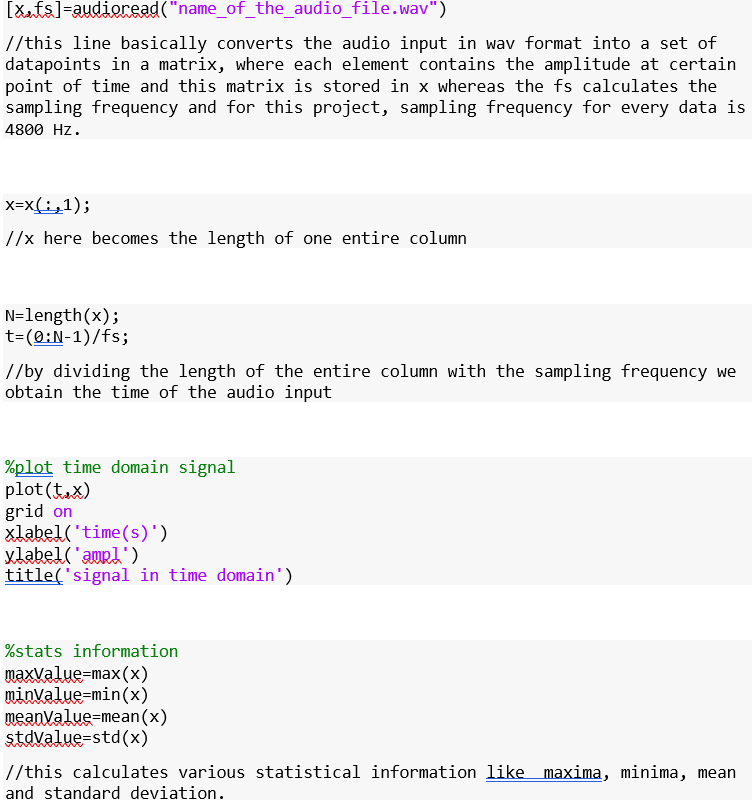 [x,fs]=audioread("name_of_the_audio_file.wav")
//this line basically converts the audio input in wav format into a set of
datapoints in a matrix, where each element contains the amplitude at certain
point of time and this matrix is stored in x whereas the fs calculates the
sampling frequency and for this project, sampling frequency for every data is
4800 Hz.
x=x(:,1);
//x here becomes the length of one entire column
N=length(x);
t=(0:N-1)/fs;
//by dividing the length of the entire column with the sampling frequency we
obtain the time of the audio input
%plot time domain signal
plot(t,x)
grid on
xlabel('time(s)')
ylabel('ampl')
title('signal in time domain')
%stats information
maxValue=max(x)
minValue=min(x)
meanValue=mean(x)
stdValue=std(x)
//this calculates various statistical information like  maxima, minima, mean
and standard deviation.